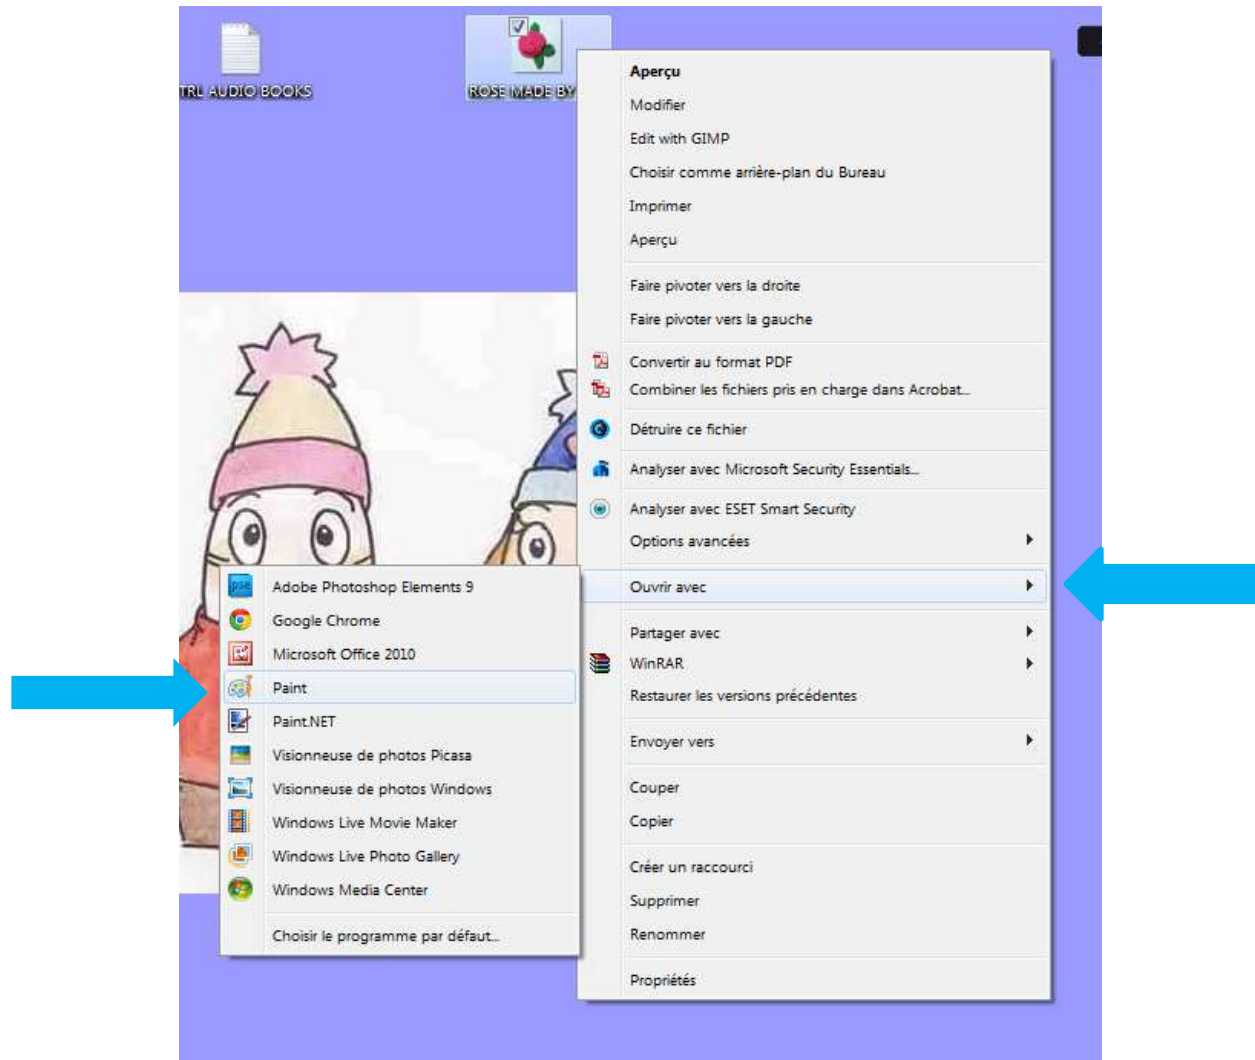 TRL AUDIO BOOKS
ROSE MADE BY
Aperçu
Modifier
Edit with GIMP
Choisir comme arrière-plan du Bureau
Imprimer
Aperçu
Faire pivoter vers la droite
Faire pivoter vers la gauche
Convertir au format PDF
Combiner les fichiers pris en charge dans Acrobat...
Détruire ce fichier
Analyser avec Microsoft Security Essentials...
Analyser avec ESET Smart Security
Options avancées
Ouvrir avec
Partager avec
WinRAR
Restaurer les versions précédentes
Envoyer vers
Couper
Copier
Créer un raccourci
Supprimer
Renommer
Propriétés
pse
Adobe Photoshop Elements 9
Google Chrome
Microsoft Office 2010
Paint
Paint.NET
Visionneuse de photos Picasa
Visionneuse de photos Windows
Windows Live Movie Maker
Windows Live Photo Gallery
Windows Media Center
Choisir le programme par défaut...